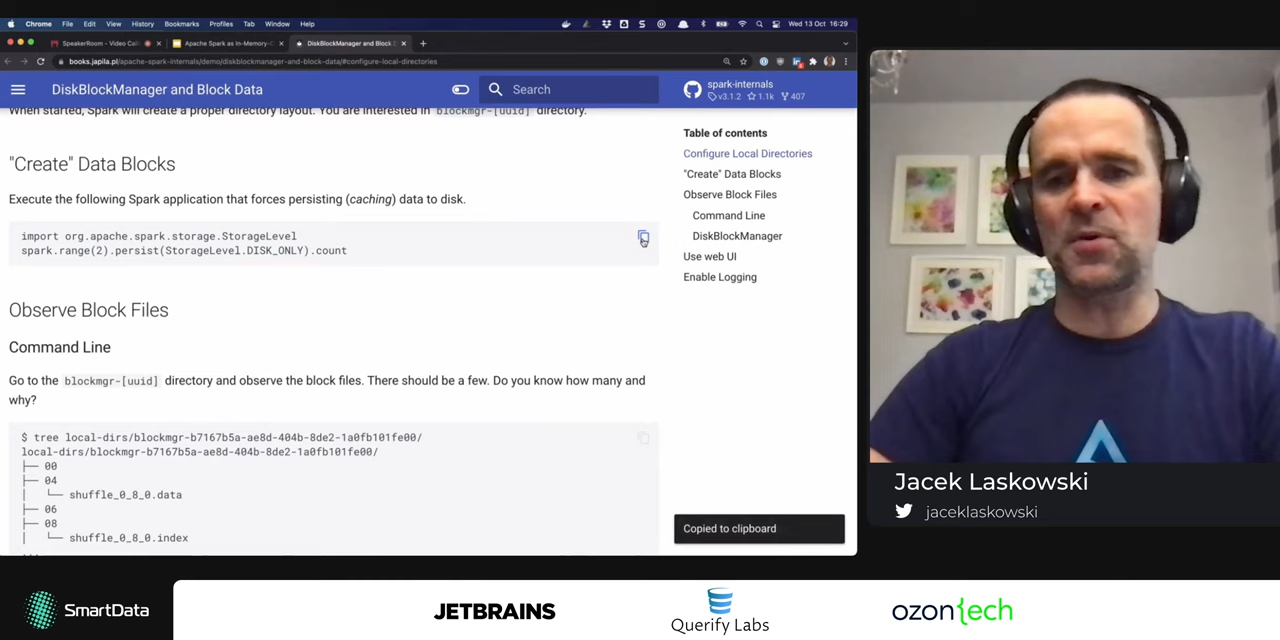 Chrome File Edit View History Bookmarks Profiles Tab Window Help
Wed 13 Oct 16:29
SpeakerRoom - Video Cal
Apache Spark as In-Memory-C
DiskBlockManager and Block D
books.japila.pl/apache-spark-internals/demo/diskblockmanager-and-block-data/#configure-local-directories
DiskBlockManager and Block Data
Search
spark-internals
v3.1.2 1.1k 407
When started, Spark will create a proper directory layout. You are interested in blockmgr-[uuid] directory.
"Create" Data Blocks
Execute the following Spark application that forces persisting (caching) data to disk.
import org.apache.spark.storage.StorageLevel
spark.range(2).persist(StorageLevel.DISK_ONLY).count
Observe Block Files
Command Line
Go to the blockmgr-[uuid] directory and observe the block files. There should be a few. Do you know how many and
why?
$ tree local-dirs/blockmgr-b7167b5a-ae8d-404b-8de2-1a0fb101fe00/
local-dirs/blockmgr-b7167b5a-ae8d-404b-8de2-1a0fb101fe00/
├── 00
├── 04
│   └── shuffle_0_8_0.data
├── 06
├── 08
│   └── shuffle_0_8_0.index
...
Table of contents
Configure Local Directories
"Create" Data Blocks
Observe Block Files
Command Line
DiskBlockManager
Use web UI
Enable Logging
Copied to clipboard
Jacek Laskowski
jaceklaskowski
SmartData
JETBRAINS
Querify Labs
ozon{tech